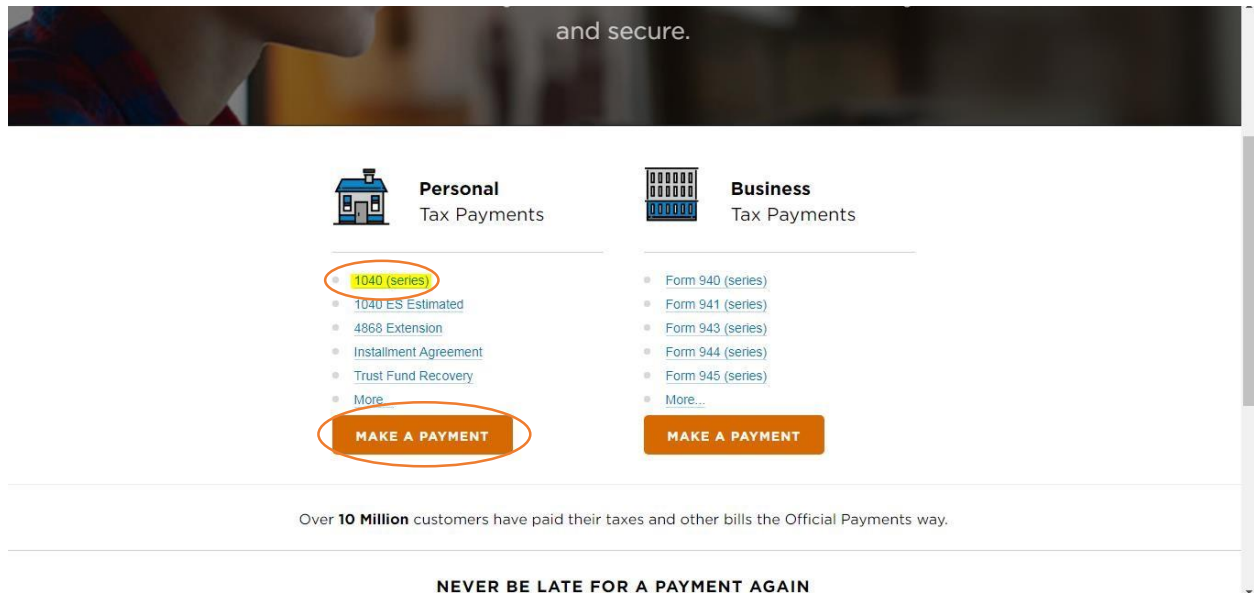 and secure.
Personal
Tax Payments
1040 (series)
1040 ES Estimated
4868 Extension
Installment Agreement
Trust Fund Recovery
More...
MAKE A PAYMENT
Business
Tax Payments
Form 940 (series)
Form 941 (series)
Form 943 (series)
Form 944 (series)
Form 945 (series)
More...
MAKE A PAYMENT
Over 10 Million customers have paid their taxes and other bills the Official Payments way.
NEVER BE LATE FOR A PAYMENT AGAIN